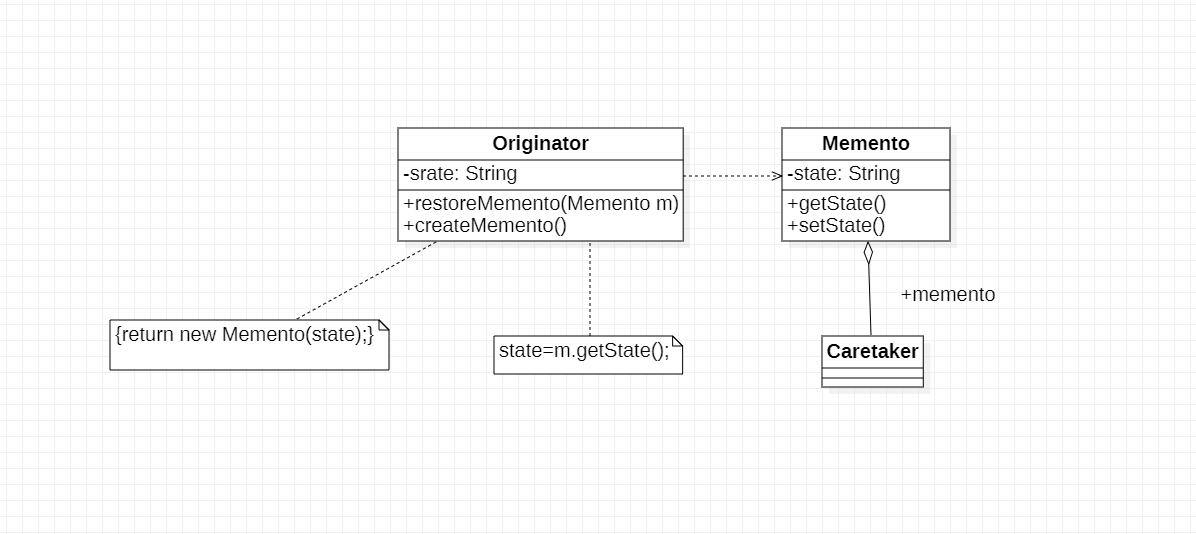 Originator
-srate: String
+restoreMemento(Memento m)
+createMemento()
Memento
-state: String
+getState()
+setState()
+memento
{return new Memento(state);}
state=m.getState();
Caretaker